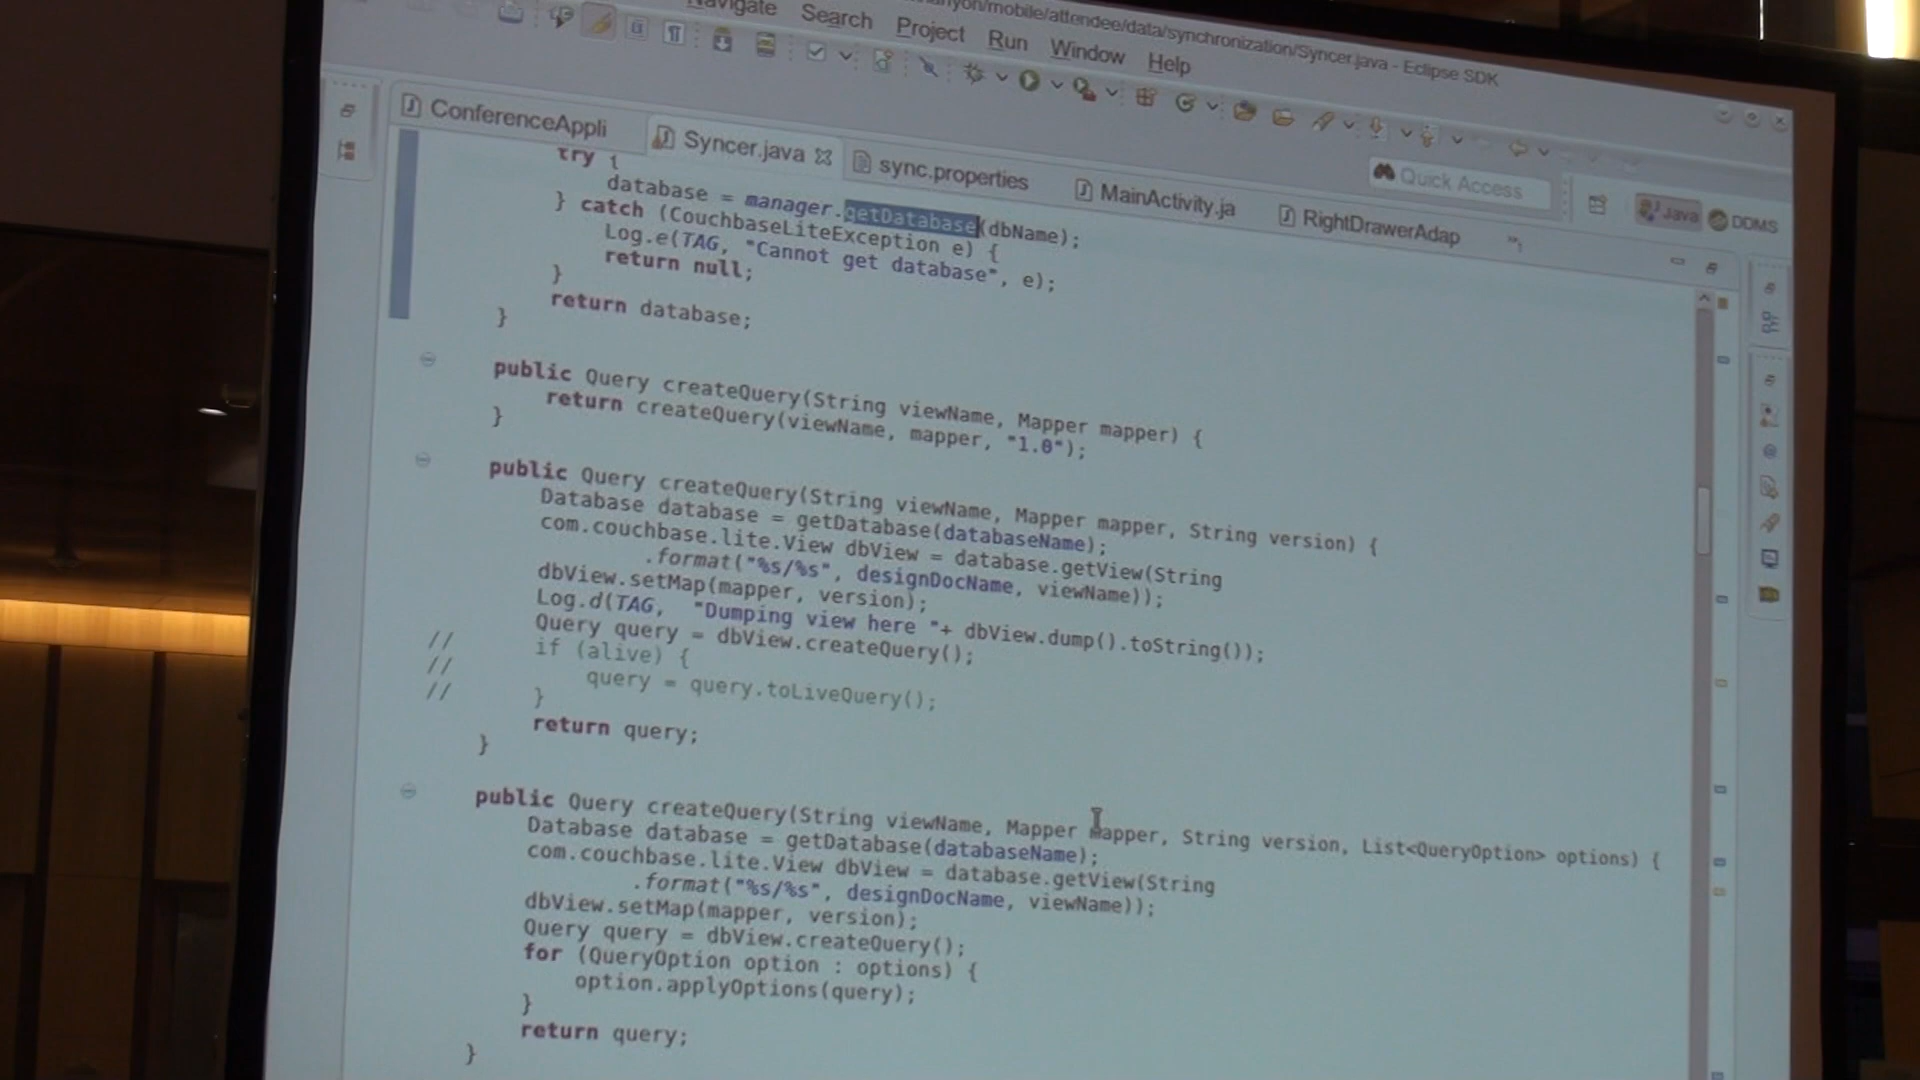 mobile/attendee/data/synchronization/Syncer.java - Eclipse SDK
Navigate Search Project Run Window Help
Quick Access
Java DDMS
ConferenceAppli Syncer.java sync.properties MainActivity.ja RightDrawerAdap
try {
database = manager.getDatabase(dbName);
} catch (CouchbaseLiteException e) {
Log.e(TAG, "Cannot get database", e);
return null;
}
return database;
}
public Query createQuery(String viewName, Mapper mapper) {
return createQuery(viewName, mapper, "1.0");
}
public Query createQuery(String viewName, Mapper mapper, String version) {
Database database = getDatabase(databaseName);
com.couchbase.lite.View dbView = database.getView(String
.format("%s/%s", designDocName, viewName));
dbView.setMap(mapper, version);
Log.d(TAG, "Dumping view here "+ dbView.dump().toString());
Query query = dbView.createQuery();
// if (alive) {
// query = query.toLiveQuery();
// }
return query;
}
public Query createQuery(String viewName, Mapper mapper, String version, List<QueryOption> options) {
Database database = getDatabase(databaseName);
com.couchbase.lite.View dbView = database.getView(String
.format("%s/%s", designDocName, viewName));
dbView.setMap(mapper, version);
Query query = dbView.createQuery();
for (QueryOption option : options) {
option.applyOptions(query);
}
return query;
}